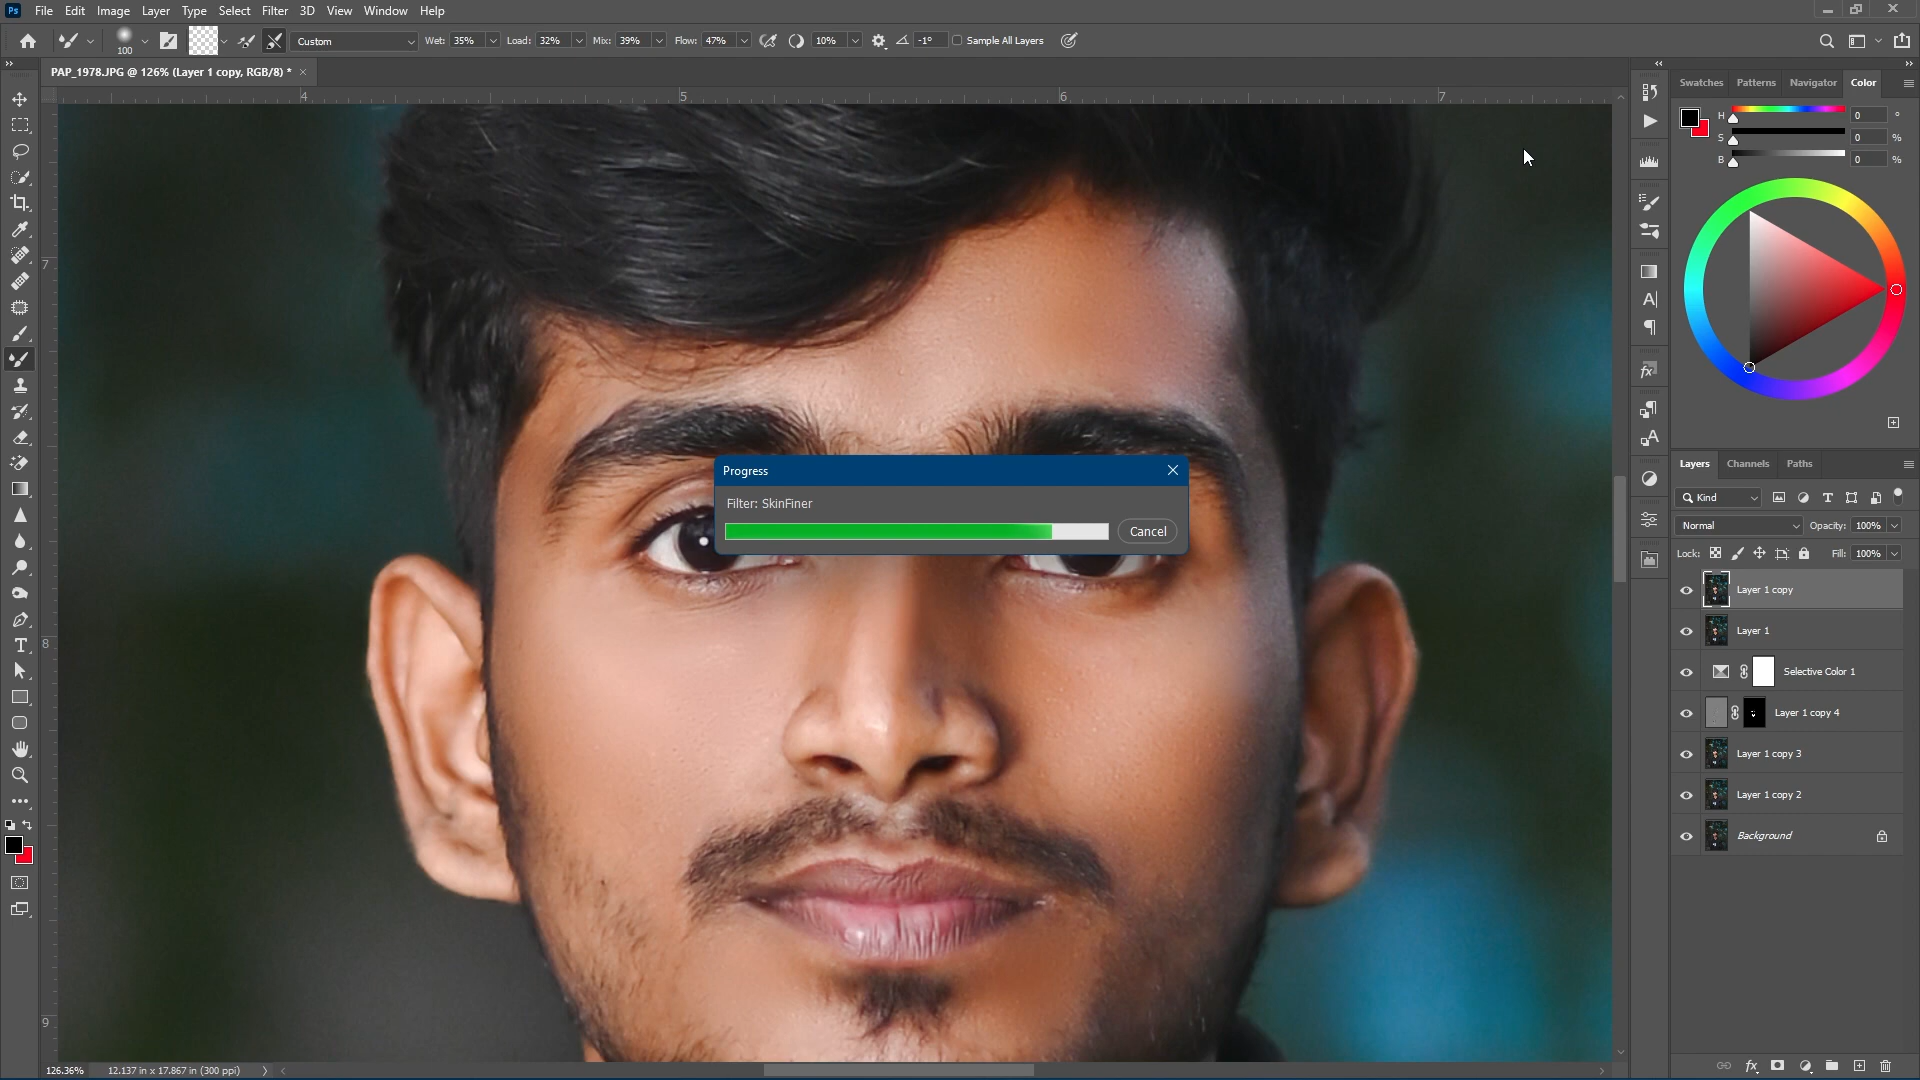 Ps File Edit Image Layer Type Select Filter 3D View Window Help
100 Custom Wet: 35% Load: 32% Mix: 39% Flow: 47% 10% -1° Sample All Layers
PAP_1978.JPG @ 126% (Layer 1 copy, RGB/8) *
4 5 6 7
7
8
9
Swatches Patterns Navigator Color
H 0 °
S 0 %
B 0 %
Progress
Filter: SkinFiner
Cancel
Layers Channels Paths
Kind
Normal Opacity: 100%
Lock: Fill: 100%
Layer 1 copy
Layer 1
Selective Color 1
Layer 1 copy 4
Layer 1 copy 3
Layer 1 copy 2
Background
126.36% 12.137 in x 17.867 in (300 ppi)